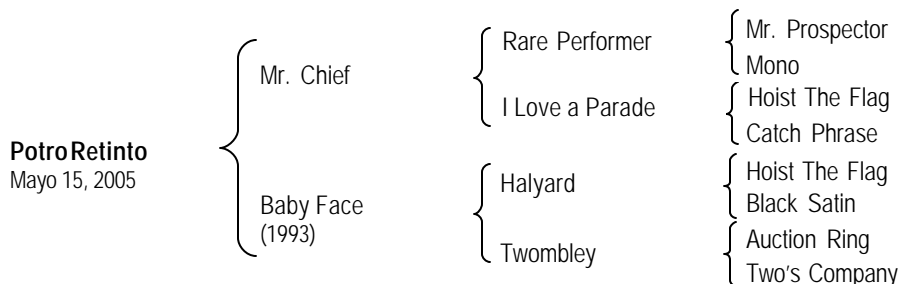 Potro Retinto
Mayo 15, 2005
Mr. Chief
Baby Face
(1993)
Rare Performer
I Love a Parade
Halyard
Twombley
Mr. Prospector
Mono
Hoist The Flag
Catch Phrase
Hoist The Flag
Black Satin
Auction Ring
Two's Company